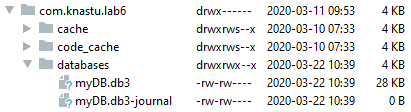 com.knastu.lab6 drwx------ 2020-03-11 09:53 4 KB
cache drwxrws--x 2020-03-10 07:33 4 KB
code_cache drwxrws--x 2020-03-10 07:33 4 KB
databases drwxrwx--x 2020-03-22 10:39 4 KB
myDB.db3 -rw-rw---- 2020-03-22 10:39 28 KB
myDB.db3-journal -rw-rw---- 2020-03-22 10:39 0 B